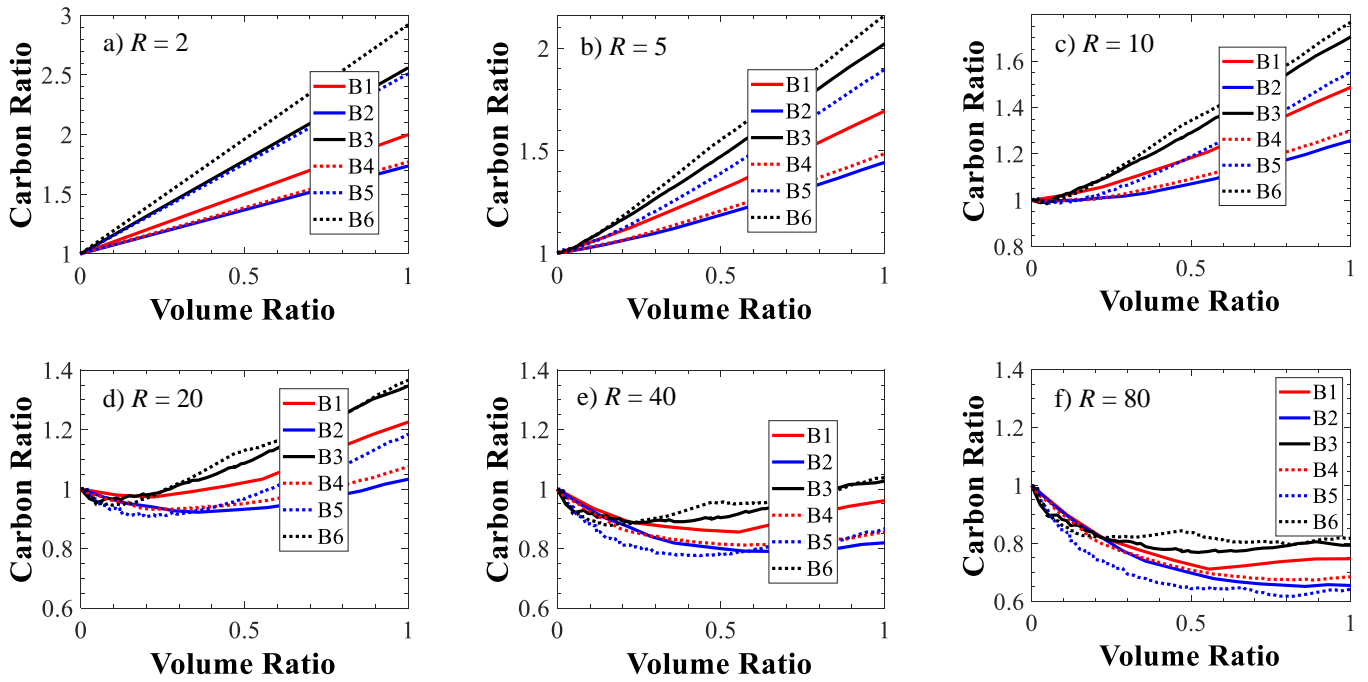 a) R = 2
Carbon Ratio
3
2.5
2
1.5
1
B1
B2
B3
B4
B5
B6
0
0.5
1
Volume Ratio
b) R = 5
Carbon Ratio
2
1.5
1
B1
B2
B3
B4
B5
B6
0
0.5
1
Volume Ratio
c) R = 10
Carbon Ratio
1.6
1.4
1.2
1
0.8
B1
B2
B3
B4
B5
B6
0
0.5
1
Volume Ratio
d) R = 20
Carbon Ratio
1.4
1.2
1
0.8
0.6
B1
B2
B3
B4
B5
B6
0
0.5
1
Volume Ratio
e) R = 40
Carbon Ratio
1.4
1.2
1
0.8
0.6
B1
B2
B3
B4
B5
B6
0
0.5
1
Volume Ratio
f) R = 80
Carbon Ratio
1.4
1.2
1
0.8
0.6
B1
B2
B3
B4
B5
B6
0
0.5
1
Volume Ratio